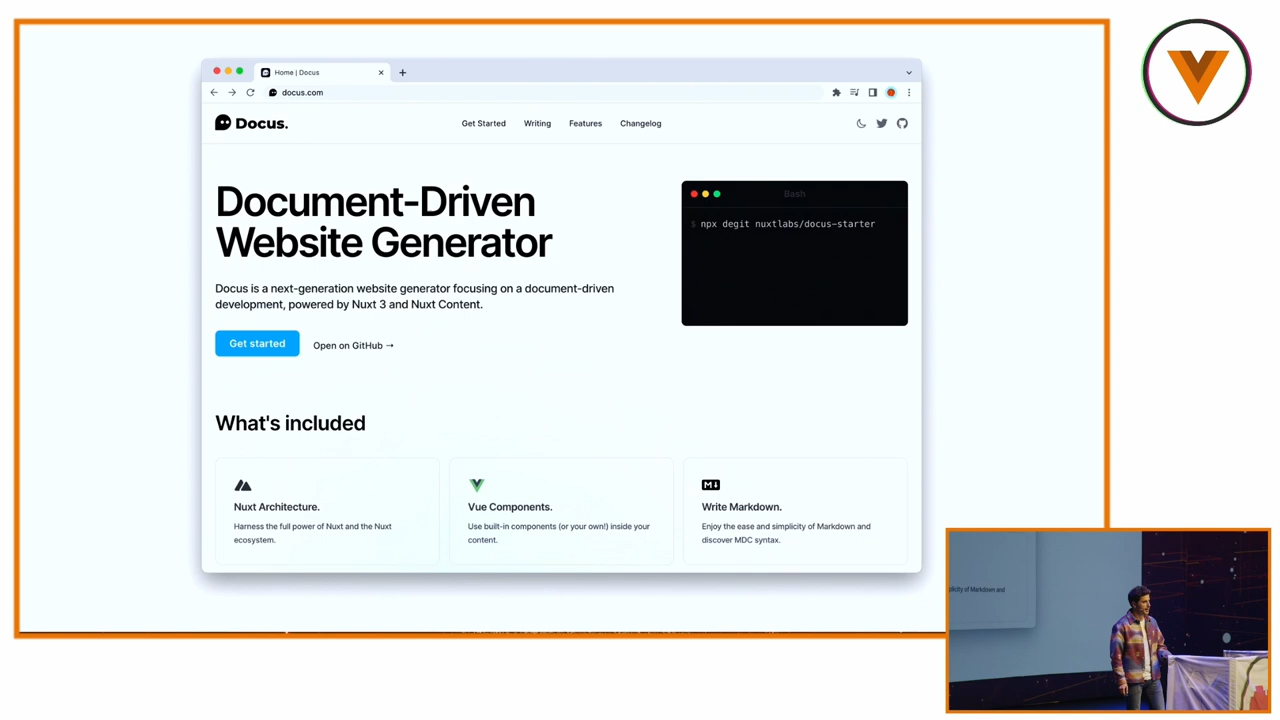 Home | Docus
docus.com
Docus.
Get Started
Writing
Features
Changelog
Document-Driven
Website Generator
Docus is a next-generation website generator focusing on a document-driven
development, powered by Nuxt 3 and Nuxt Content.
Get started
Open on GitHub →
Bash
$ npx degit nuxtlabs/docus-starter
What's included
Nuxt Architecture.
Harness the full power of Nuxt and the Nuxt
ecosystem.
Vue Components.
Use built-in components (or your own!) inside your
content.
M↓
Write Markdown.
Enjoy the ease and simplicity of Markdown and
discover MDC syntax.
plicity of Markdown and